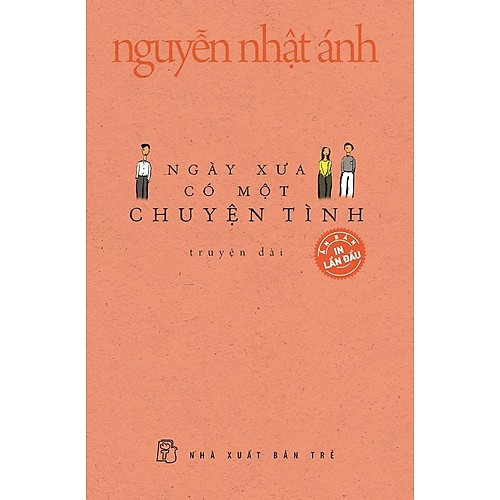 nguyễn nhật ánh
NGÀY XƯA
CÓ MỘT
CHUYỆN TÌNH
truyện dài
ẤN BẢN
IN
LẦN ĐẦU
NHÀ XUẤT BẢN TRẺ